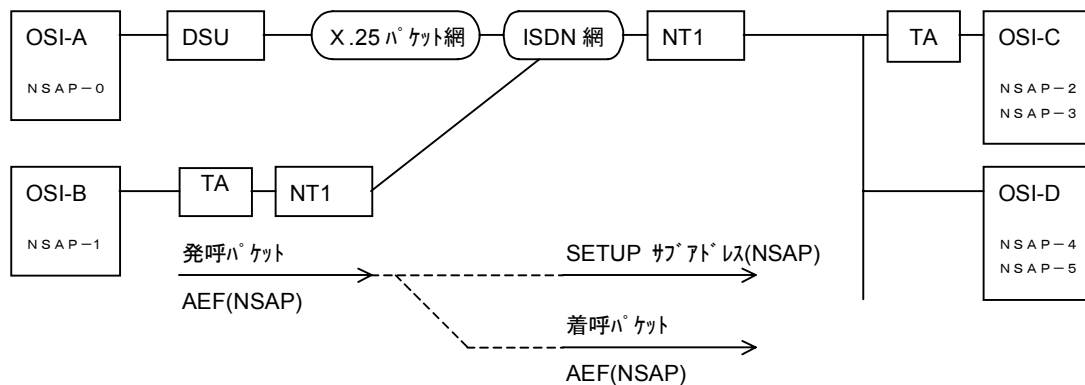 OSI-A
NSAP-0
DSU
X.25 パケット網
ISDN 網
NT1
TA
OSI-C
NSAP-2
NSAP-3
OSI-B
NSAP-1
TA
NT1
OSI-D
NSAP-4
NSAP-5
発呼パケット
AEF(NSAP)
SETUP サブアドレス(NSAP)
着呼パケット
AEF(NSAP)